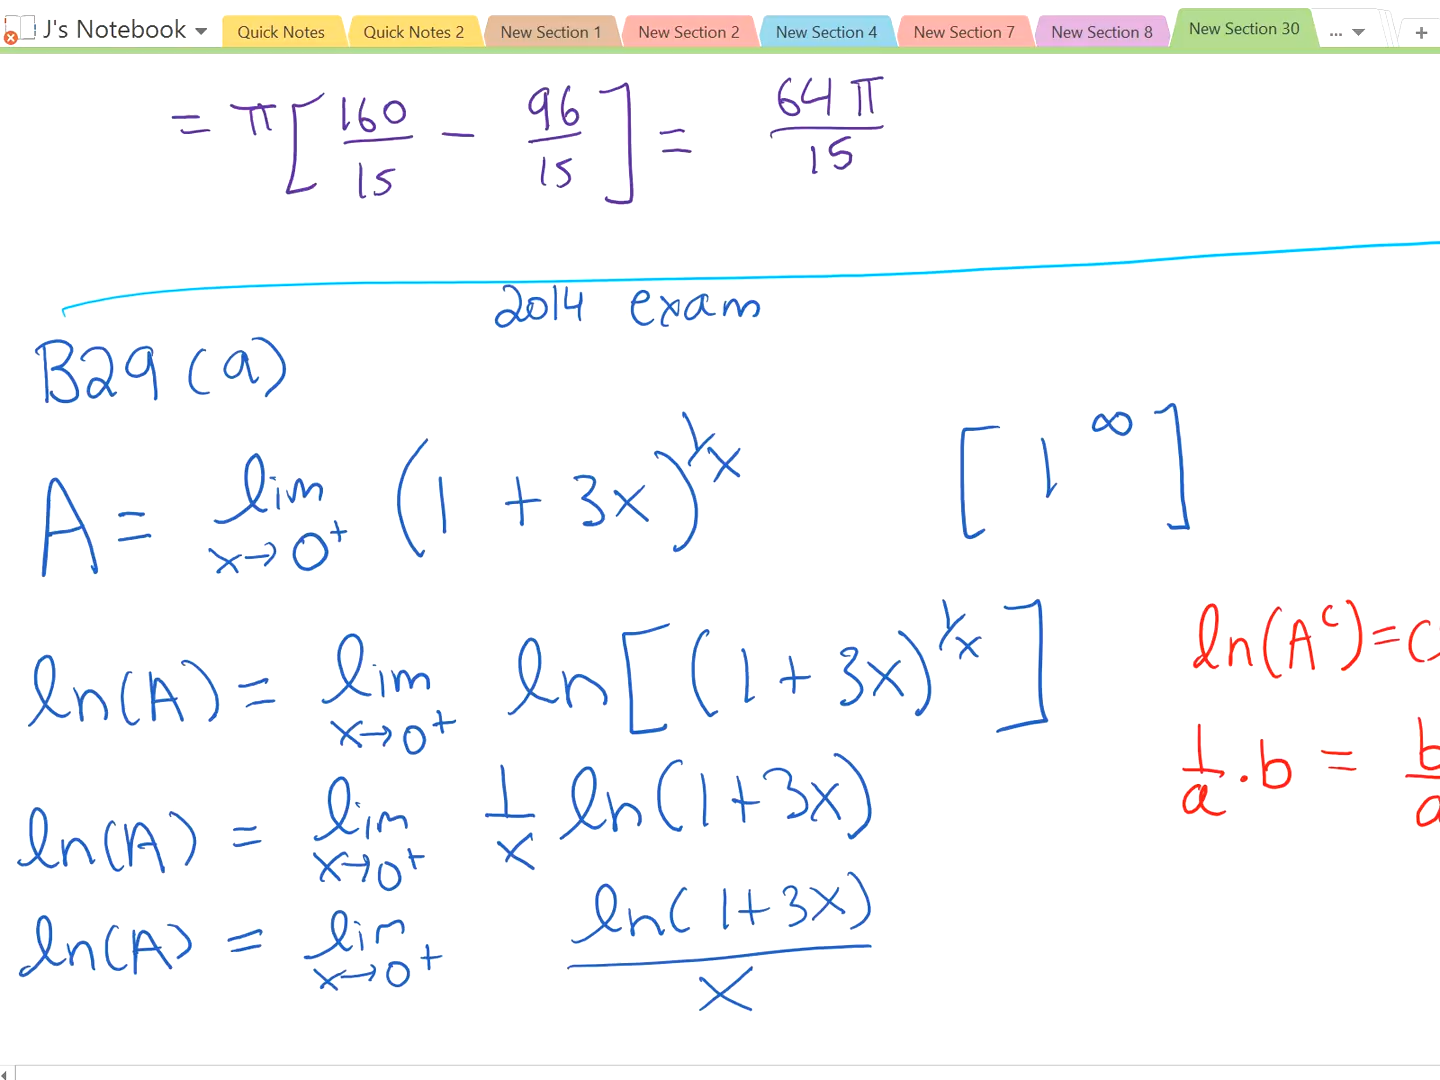 J's Notebook Quick Notes Quick Notes 2 New Section 1 New Section 2 New Section 4 New Section 7 New Section 8 New Section 30 ... +
= π[160/15 - 96/15] = 64π/15
2014 exam
B29 (a)
A = lim x→0⁺ (1 + 3x)^1/x [1^∞]
ln(A) = lim x→0⁺ ln[(1 + 3x)^1/x]
ln(A^c) = c
1/a · b = b/a
ln(A) = lim x→0⁺ 1/x ln(1+3x)
ln(A) = lim x→0⁺ ln(1+3x)/x